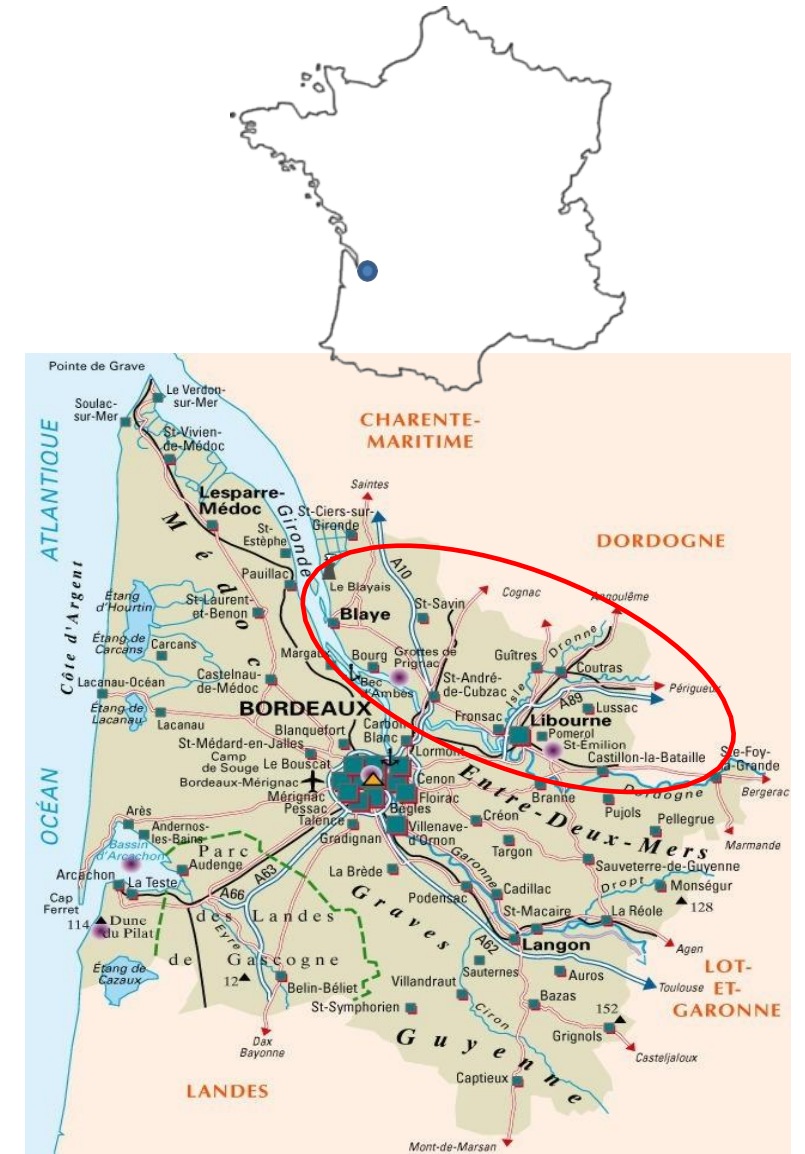 Pointe de Grave
Le Verdon-
sur-Mer
Soulac-
sur-Mer
St-Vivien-
de-Médoc
CHARENTE-
MARITIME
ATLANTIQUE
Lesparre-
Médoc
Saintes
St-Ciers-sur-
Gironde
Gironde
St-
Estèphe
Médoc
DORDOGNE
A10
Pauillac
Le Blayais
Cognac
Angoulême
Étang
d'Hourtin
St-Laurent-
et-Benon
Blaye
St-Savin
Côte d'Argent
Étang de
Carcans
Carcans
Margaux
Bourg
Grottes de
Prignac
Guîtres
Dronne
Isle
Coutras
Bec
d'Ambès
St-André-
de-Cubzac
Castelnau-
de-Médoc
Lacanau-Océan
Périgueux
A89
Lussac
Étang de
Lacanau
Lacanau
BORDEAUX
Carbon
Blanc
Fronsac
Libourne
Pomerol
St-Émilion
Blanquefort
St-Médard-en-Jalles
Lormont
Castillon-la-Bataille
Ste-Foy-
la-Grande
Camp
de Souge
Le Bouscat
Bordeaux-Mérignac
Cenon
Entre-Deux-Mers
Dordogne
Bergerac
Mérignac
Floirac
Branne
OCÉAN
Pessac
Bègles
Talence
Créon
Pujols
Pellegrue
Arès
Andernos-
les-Bains
Gradignan
Villenave-
d'Ornon
Targon
Marmande
Bassin
d'Arcachon
Parc
Audenge
La Brède
Garonne
Sauveterre-de-Guyenne
Arcachon
La Teste
A66
A63
Graves
Podensac
Cadillac
Dropt
Monségur
Cap
Ferret
114
Dune
du Pilat
des Landes
Eyre
St-Macaire
La Réole
128
A62
Langon
Agen
de Gascogne
Étang de
Cazaux
12
Belin-Béliet
Villandraut
Sauternes
Auros
Toulouse
LOT-
ET-
GARONNE
St-Symphorien
Ciron
Bazas
152
Grignols
Dax
Bayonne
Guyenne
Casteljaloux
Captieux
LANDES
Mont-de-Marsan